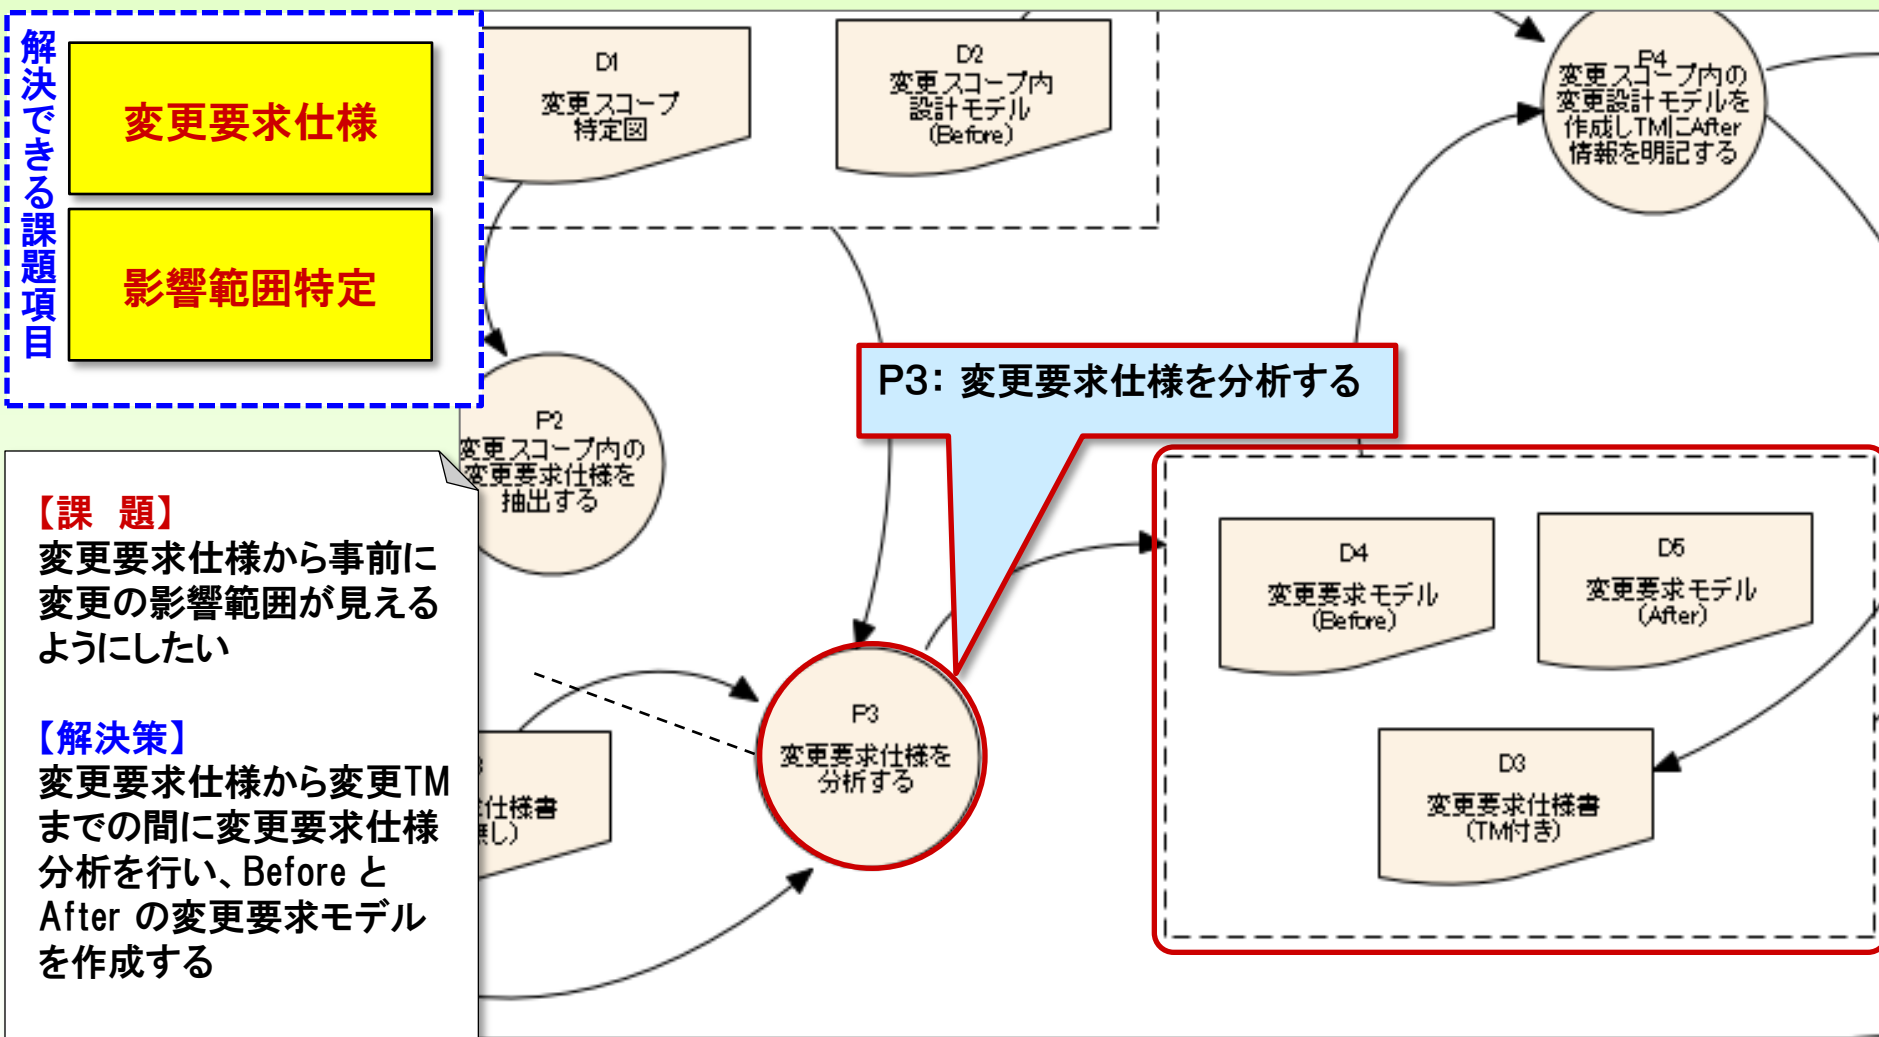 解決できる課題項目
変更要求仕様
影響範囲特定
D1
変更スコープ
特定図
D2
変更スコープ内
設計モデル
(Before)
P4
変更スコープ内の
変更設計モデルを
作成しTMにAfter
情報を明記する
P2
変更スコープ内の
変更要求仕様を
抽出する
P3：変更要求仕様を分析する
【課　題】
変更要求仕様から事前に
変更の影響範囲が見える
ようにしたい
【解決策】
変更要求仕様から変更TM
までの間に変更要求仕様
分析を行い、Before と
After の変更要求モデル
を作成する
仕様書
無し)
P3
変更要求仕様を
分析する
D4
変更要求モデル
(Before)
D5
変更要求モデル
(After)
D3
変更要求仕様書
(TM付き)